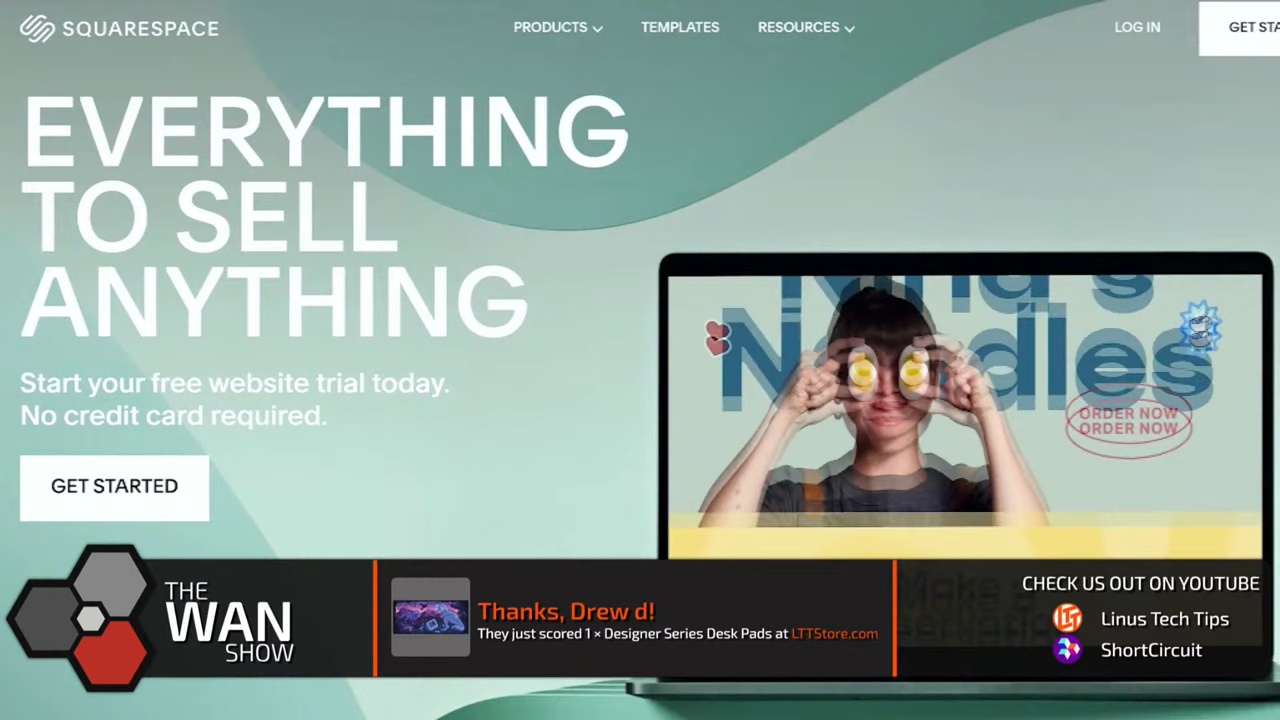 SQUARESPACE
PRODUCTS
TEMPLATES
RESOURCES
LOG IN
GET STA
EVERYTHING
TO SELL
ANYTHING
Start your free website trial today.
No credit card required.
GET STARTED
Nina's
Noodles
ORDER NOW
ORDER NOW
THE
WAN
SHOW
Thanks, Drew d!
They just scored 1 × Designer Series Desk Pads at LTTStore.com
CHECK US OUT ON YOUTUBE
LTT
Linus Tech Tips
ShortCircuit